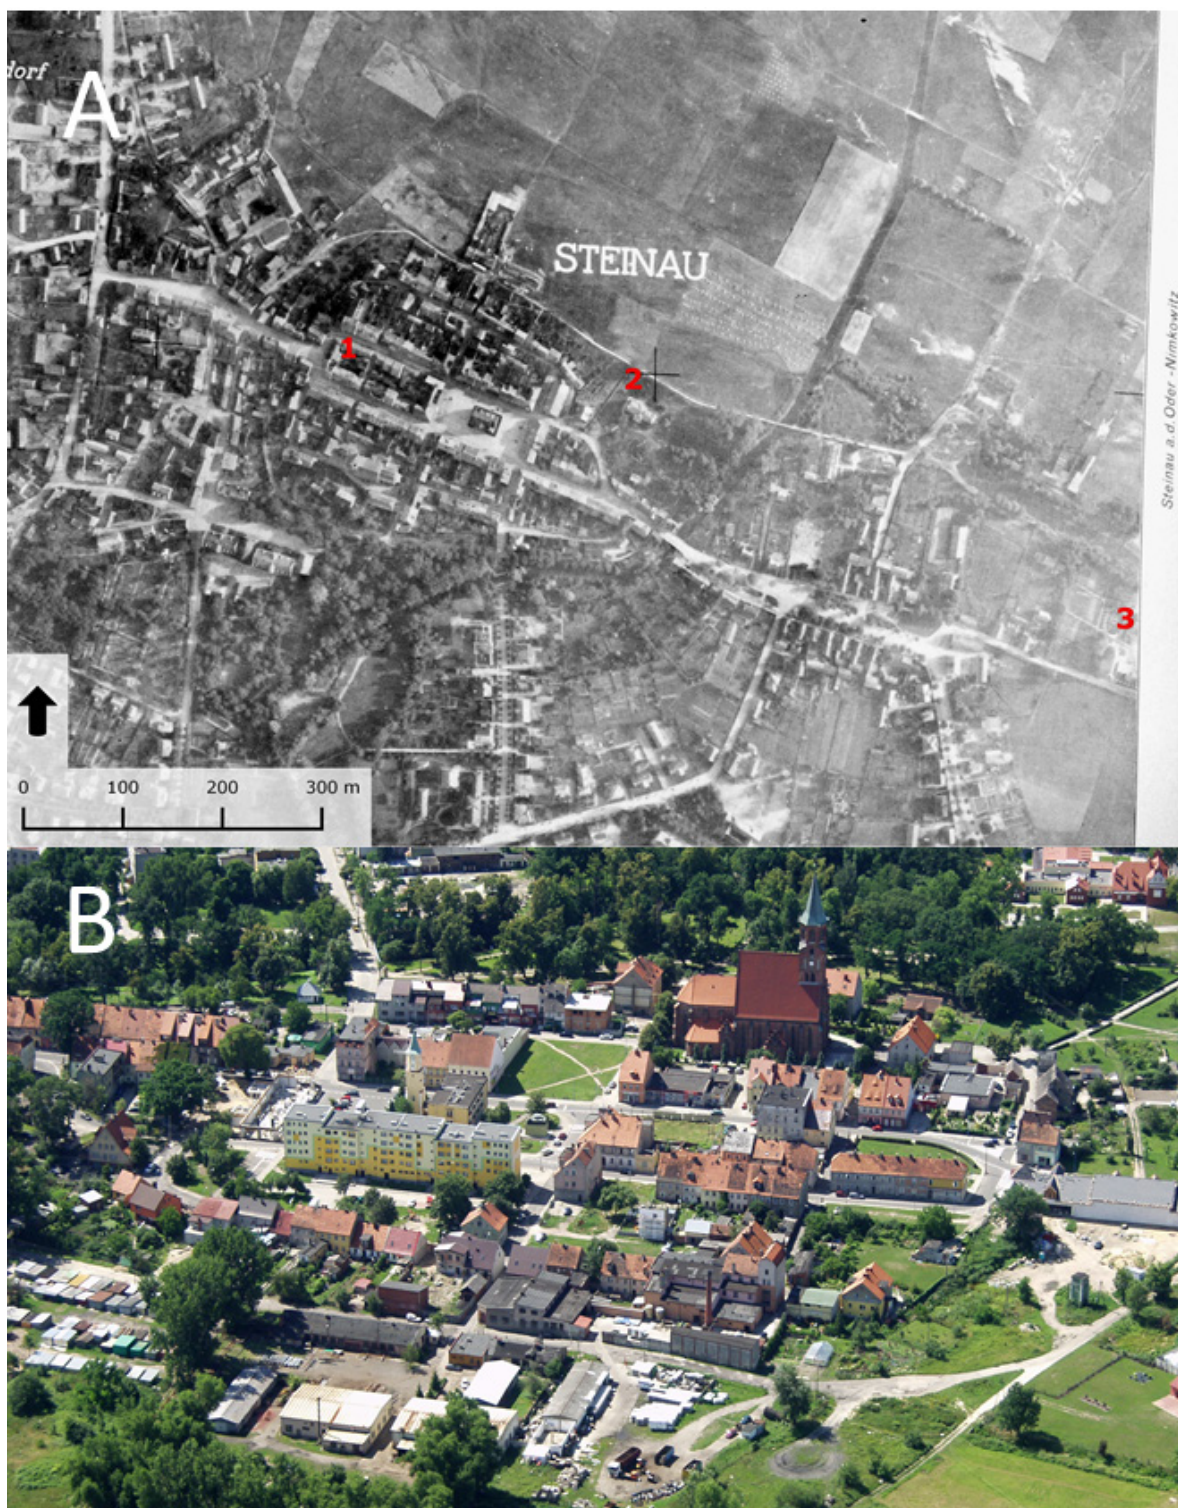 dorf
A
STEINAU
1
2
Steinau a.d. Oder - Nimkowitz
3
0 100 200 300 m
B